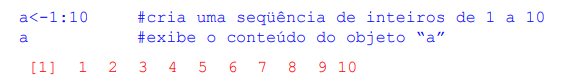 a<-1:10     #cria uma seqüência de inteiros de 1 a 10
a           #exibe o conteúdo do objeto “a”
[1]  1  2  3  4  5  6  7  8  9 10